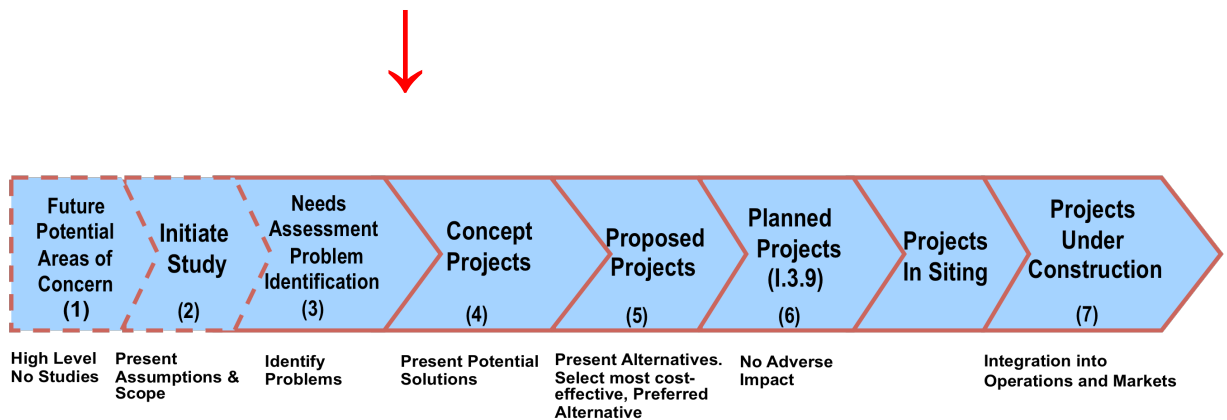 Future
Potential
Areas of
Concern
(1)
Initiate
Study
(2)
Needs
Assessment
Problem
Identification
(3)
Concept
Projects
(4)
Proposed
Projects
(5)
Planned
Projects
(I.3.9)
(6)
Projects
In Siting
Projects
Under
Construction
(7)
High Level
No Studies
Present
Assumptions &
Scope
Identify
Problems
Present Potential
Solutions
Present Alternatives.
Select most cost-
effective, Preferred
Alternative
No Adverse
Impact
Integration into
Operations and Markets